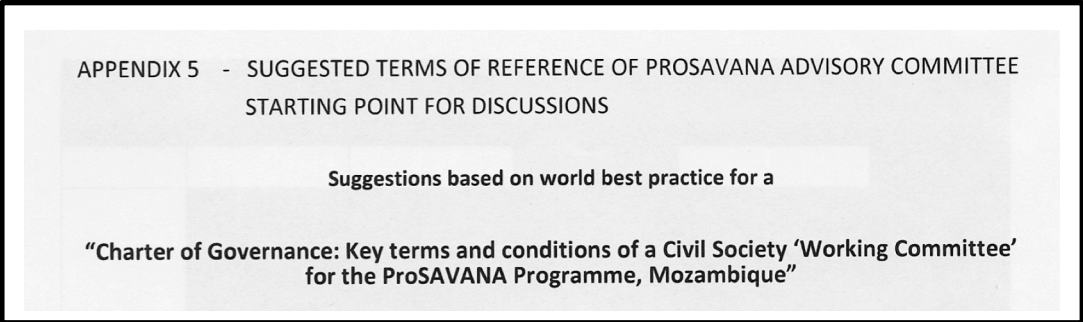 APPENDIX 5 - SUGGESTED TERMS OF REFERENCE OF PROSAVANA ADVISORY COMMITTEE
STARTING POINT FOR DISCUSSIONS
Suggestions based on world best practice for a
“Charter of Governance: Key terms and conditions of a Civil Society ‘Working Committee’
for the ProSAVANA Programme, Mozambique”